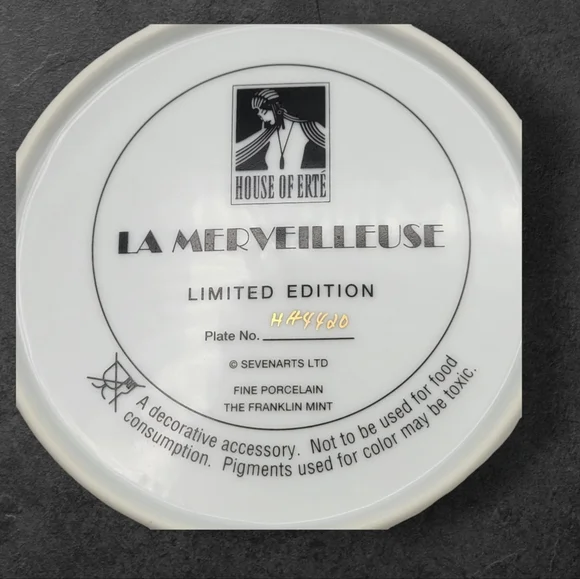 HOUSE OF ERTÉ
LA MERVEILLEUSE
LIMITED EDITION
Plate No. HA4420
© SEVENARTS LTD
FINE PORCELAIN
THE FRANKLIN MINT
A decorative accessory. Not to be used for food
consumption. Pigments used for color may be toxic.